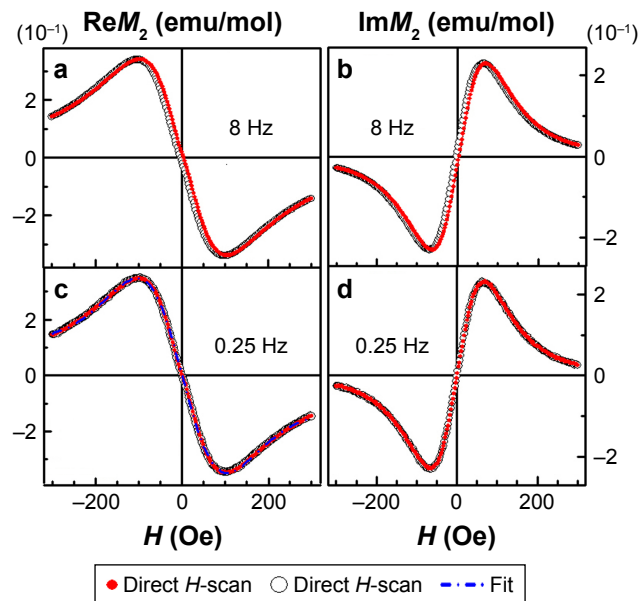 ReM₂ (emu/mol) ImM₂ (emu/mol)
(10⁻¹) (10⁻¹)
a b
2 2
8 Hz 8 Hz
0 0
−2 −2
c d
2 2
0.25 Hz 0.25 Hz
0 0
−2 −2
−200 0 200 −200 0 200
H (Oe) H (Oe)
Direct H-scan Direct H-scan Fit